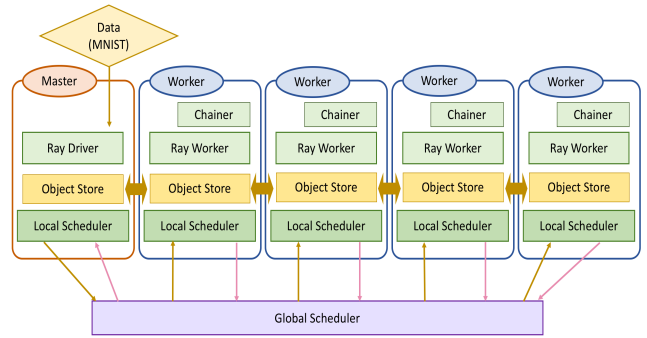 Data
(MNIST)
Master
Worker
Worker
Worker
Worker
Chainer
Chainer
Chainer
Chainer
Ray Driver
Ray Worker
Ray Worker
Ray Worker
Ray Worker
Object Store
Object Store
Object Store
Object Store
Object Store
Local Scheduler
Local Scheduler
Local Scheduler
Local Scheduler
Local Scheduler
Global Scheduler